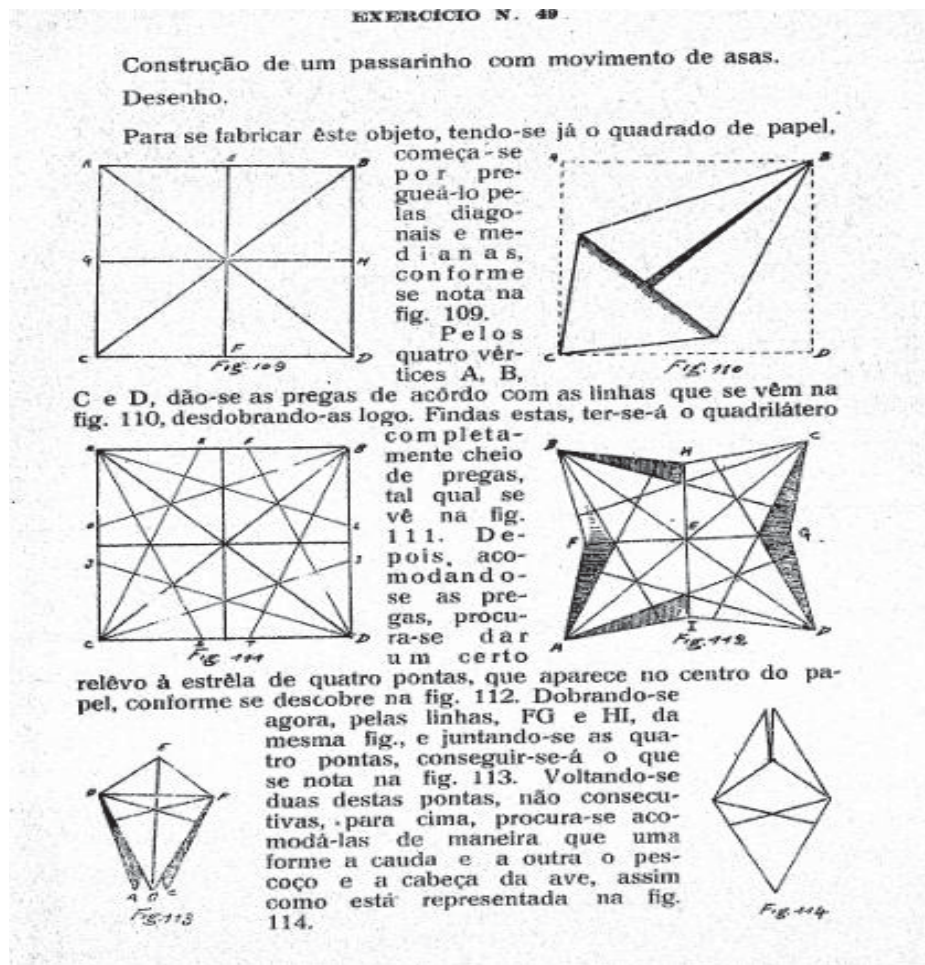 EXERCÍCIO N. 49
Construção de um passarinho com movimento de asas.
Desenho.
Para se fabricar êste objeto, tendo-se já o quadrado de papel,
começa-se
por pre-
gueá-lo pe-
las diago-
nais e me-
dianas,
conforme
se nota na
fig. 109.
Pelos
quatro vér-
tices A, B,
A
B
G
H
C
F
D
Fig. 109
B
C
D
Fig. 110
C e D, dão-se as pregas de acôrdo com as linhas que se vêm na
fig. 110, desdobrando-as logo. Findas estas, ter-se-á o quadrilátero
completa-
mente cheio
de pregas,
tal qual se
vê na fig.
111. De-
pois, aco-
modando-
se as pre-
gas, procu-
ra-se dar
um certo
B
C
D
Fig. 111
B
H
C
F
E
G
A
I
D
Fig. 112
relêvo à estrêla de quatro pontas, que aparece no centro do pa-
pel, conforme se descobre na fig. 112. Dobrando-se
agora, pelas linhas, FG e HI, da
mesma fig., e juntando-se as qua-
tro pontas, conseguir-se-á o que
se nota na fig. 113. Voltando-se
duas destas pontas, não consecu-
tivas, para cima, procura-se aco-
modá-las de maneira que uma
forme a cauda e a outra o pes-
coço e a cabeça da ave, assim
como está representada na fig.
114.
E
F
A
C
Fig. 113
Fig. 114.